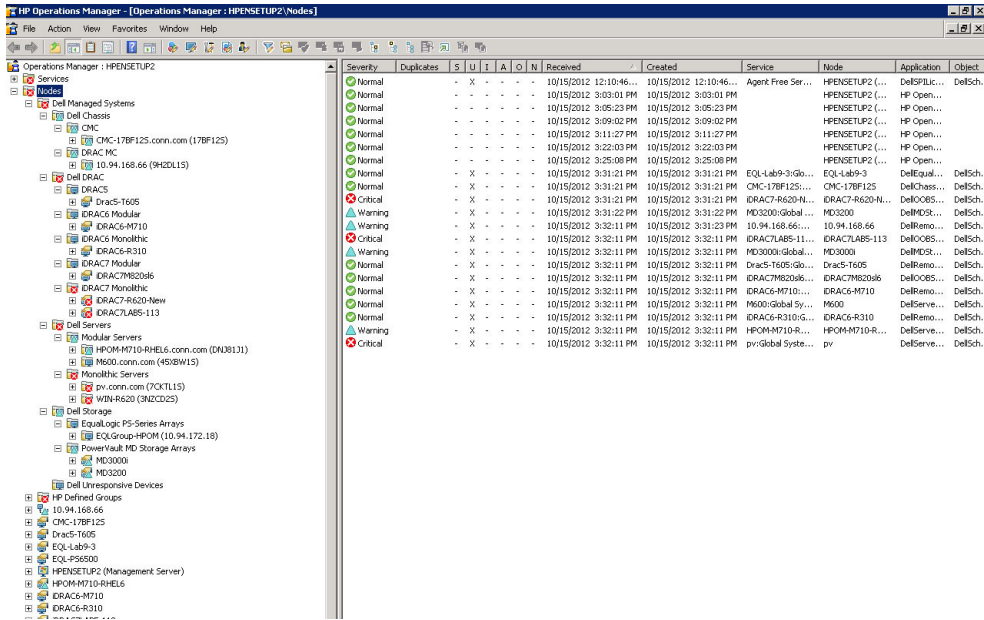 HP Operations Manager - [Operations Manager : HPENSETUP2\Nodes]
File Action View Favorites Window Help
Operations Manager : HPENSETUP2
Services
Nodes
Dell Managed Systems
Dell Chassis
CMC
CMC-17BF12S.conn.com (17BF12S)
DRAC MC
10.94.168.66 (9H2DL1S)
Dell DRAC
DRAC5
Drac5-T605
iDRAC6 Modular
iDRAC6-M710
iDRAC6 Monolithic
iDRAC6-R310
iDRAC7 Modular
iDRAC7M820sl6
iDRAC7 Monolithic
iDRAC7-R620-New
iDRAC7LAB5-113
Dell Servers
Modular Servers
HPOM-M710-RHEL6.conn.com (DNJ81J1)
M600.conn.com (45XBW1S)
Monolithic Servers
pv.conn.com (7CKTL1S)
WIN-R620 (3NZCD2S)
Dell Storage
EqualLogic PS-Series Arrays
EQLGroup-HPOM (10.94.172.18)
PowerVault MD Storage Arrays
MD3000i
MD3200
Dell Unresponsive Devices
HP Defined Groups
10.94.168.66
CMC-17BF12S
Drac5-T605
EQL-Lab9-3
EQL-PS6500
HPENSETUP2 (Management Server)
HPOM-M710-RHEL6
iDRAC6-M710
iDRAC6-R310
Severity Duplicates S U I A O N Received Created Service Node Application Object
Normal - X - - - - 10/15/2012 12:10:46... 10/15/2012 12:10:46... Agent Free Ser... HPENSETUP2 (... DellSPILic... DellSch.
Normal - - - - - - 10/15/2012 3:03:01 PM 10/15/2012 3:03:01 PM HPENSETUP2 (... HP Open...
Normal - - - - - - 10/15/2012 3:05:23 PM 10/15/2012 3:05:23 PM HPENSETUP2 (... HP Open...
Normal - - - - - - 10/15/2012 3:09:02 PM 10/15/2012 3:09:02 PM HPENSETUP2 (... HP Open...
Normal - - - - - - 10/15/2012 3:11:27 PM 10/15/2012 3:11:27 PM HPENSETUP2 (... HP Open...
Normal - - - - - - 10/15/2012 3:22:03 PM 10/15/2012 3:22:03 PM HPENSETUP2 (... HP Open...
Normal - - - - - - 10/15/2012 3:25:08 PM 10/15/2012 3:25:08 PM HPENSETUP2 (... HP Open...
Normal - X - - - - 10/15/2012 3:31:21 PM 10/15/2012 3:31:21 PM EQL-Lab9-3:Glo... EQL-Lab9-3 DellEqual... DellSch.
Normal - X - - - - 10/15/2012 3:31:21 PM 10/15/2012 3:31:21 PM CMC-17BF12S:... CMC-17BF12S DellChass... DellSch.
Critical - X - - - - 10/15/2012 3:31:21 PM 10/15/2012 3:31:21 PM iDRAC7-R620-N... iDRAC7-R620-N... DellOOBS... DellSch.
Warning - X - - - - 10/15/2012 3:31:22 PM 10/15/2012 3:31:22 PM MD3200:Global ... MD3200 DellMDSt... DellSch.
Warning - X - - - - 10/15/2012 3:32:11 PM 10/15/2012 3:31:23 PM 10.94.168.66:... 10.94.168.66 DellRemo... DellSch.
Critical - X - - - - 10/15/2012 3:32:11 PM 10/15/2012 3:32:11 PM iDRAC7LAB5-11... iDRAC7LAB5-113 DellOOBS... DellSch.
Warning - X - - - - 10/15/2012 3:32:11 PM 10/15/2012 3:32:11 PM MD3000i:Global... MD3000i DellMDSt... DellSch.
Normal - X - - - - 10/15/2012 3:32:11 PM 10/15/2012 3:32:11 PM Drac5-T605:Glo... Drac5-T605 DellRemo... DellSch.
Normal - X - - - - 10/15/2012 3:32:11 PM 10/15/2012 3:32:11 PM iDRAC7M820sl6... iDRAC7M820sl6 DellOOBS... DellSch.
Normal - X - - - - 10/15/2012 3:32:11 PM 10/15/2012 3:32:11 PM iDRAC6-M710:... iDRAC6-M710 DellRemo... DellSch.
Normal - X - - - - 10/15/2012 3:32:11 PM 10/15/2012 3:32:11 PM M600:Global Sy... M600 DellServe... DellSch.
Normal - X - - - - 10/15/2012 3:32:11 PM 10/15/2012 3:32:11 PM iDRAC6-R310:G... iDRAC6-R310 DellRemo... DellSch.
Warning - X - - - - 10/15/2012 3:32:11 PM 10/15/2012 3:32:11 PM HPOM-M710-R... HPOM-M710-R... DellServe... DellSch.
Critical - X - - - - 10/15/2012 3:32:11 PM 10/15/2012 3:32:11 PM pv:Global Syste... pv DellServe... DellSch.